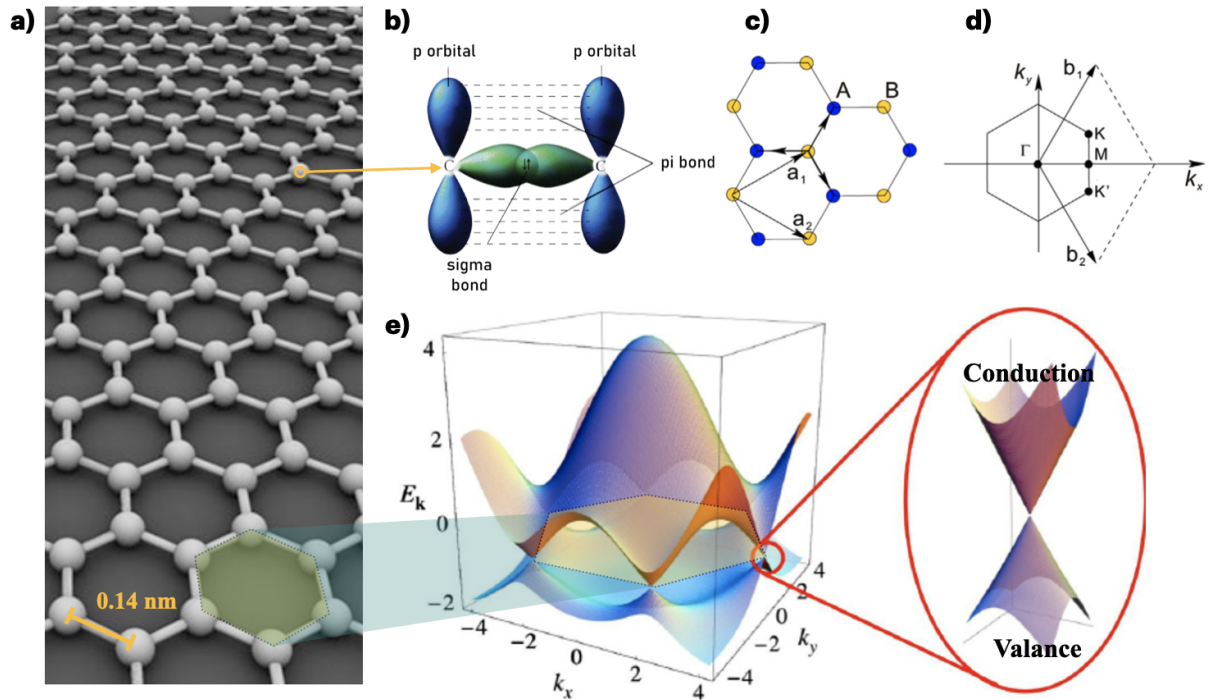 a)
0.14 nm
b)
p orbital
p orbital
C
C
pi bond
sigma
bond
c)
A
B
a1
a2
d)
ky
b1
K
Γ
M
kx
K'
b2
e)
4
2
Ek
0
−2
−4
−2
0
2
4
kx
4
2
0
−2
−4
ky
Conduction
Valance